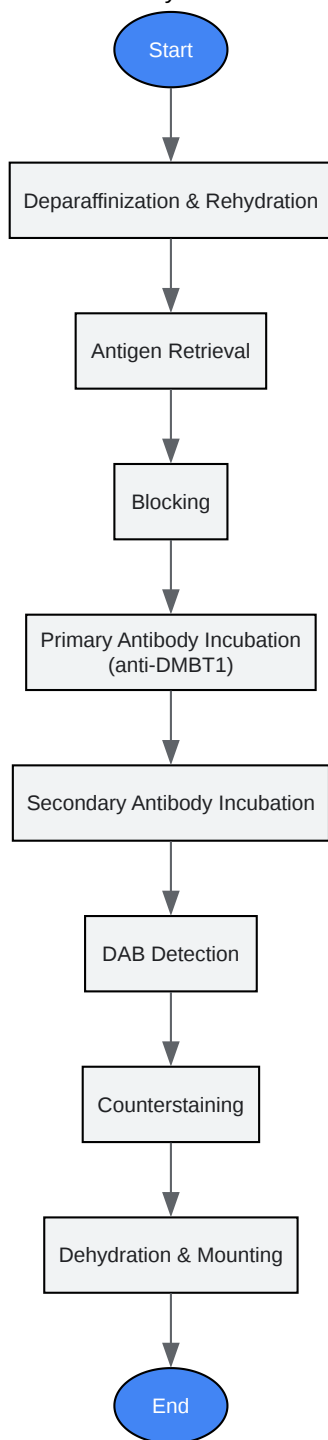 Start
Deparaffinization & Rehydration
Antigen Retrieval
Blocking
Primary Antibody Incubation
(anti-DMBT1)
Secondary Antibody Incubation
DAB Detection
Counterstaining
Dehydration & Mounting
End